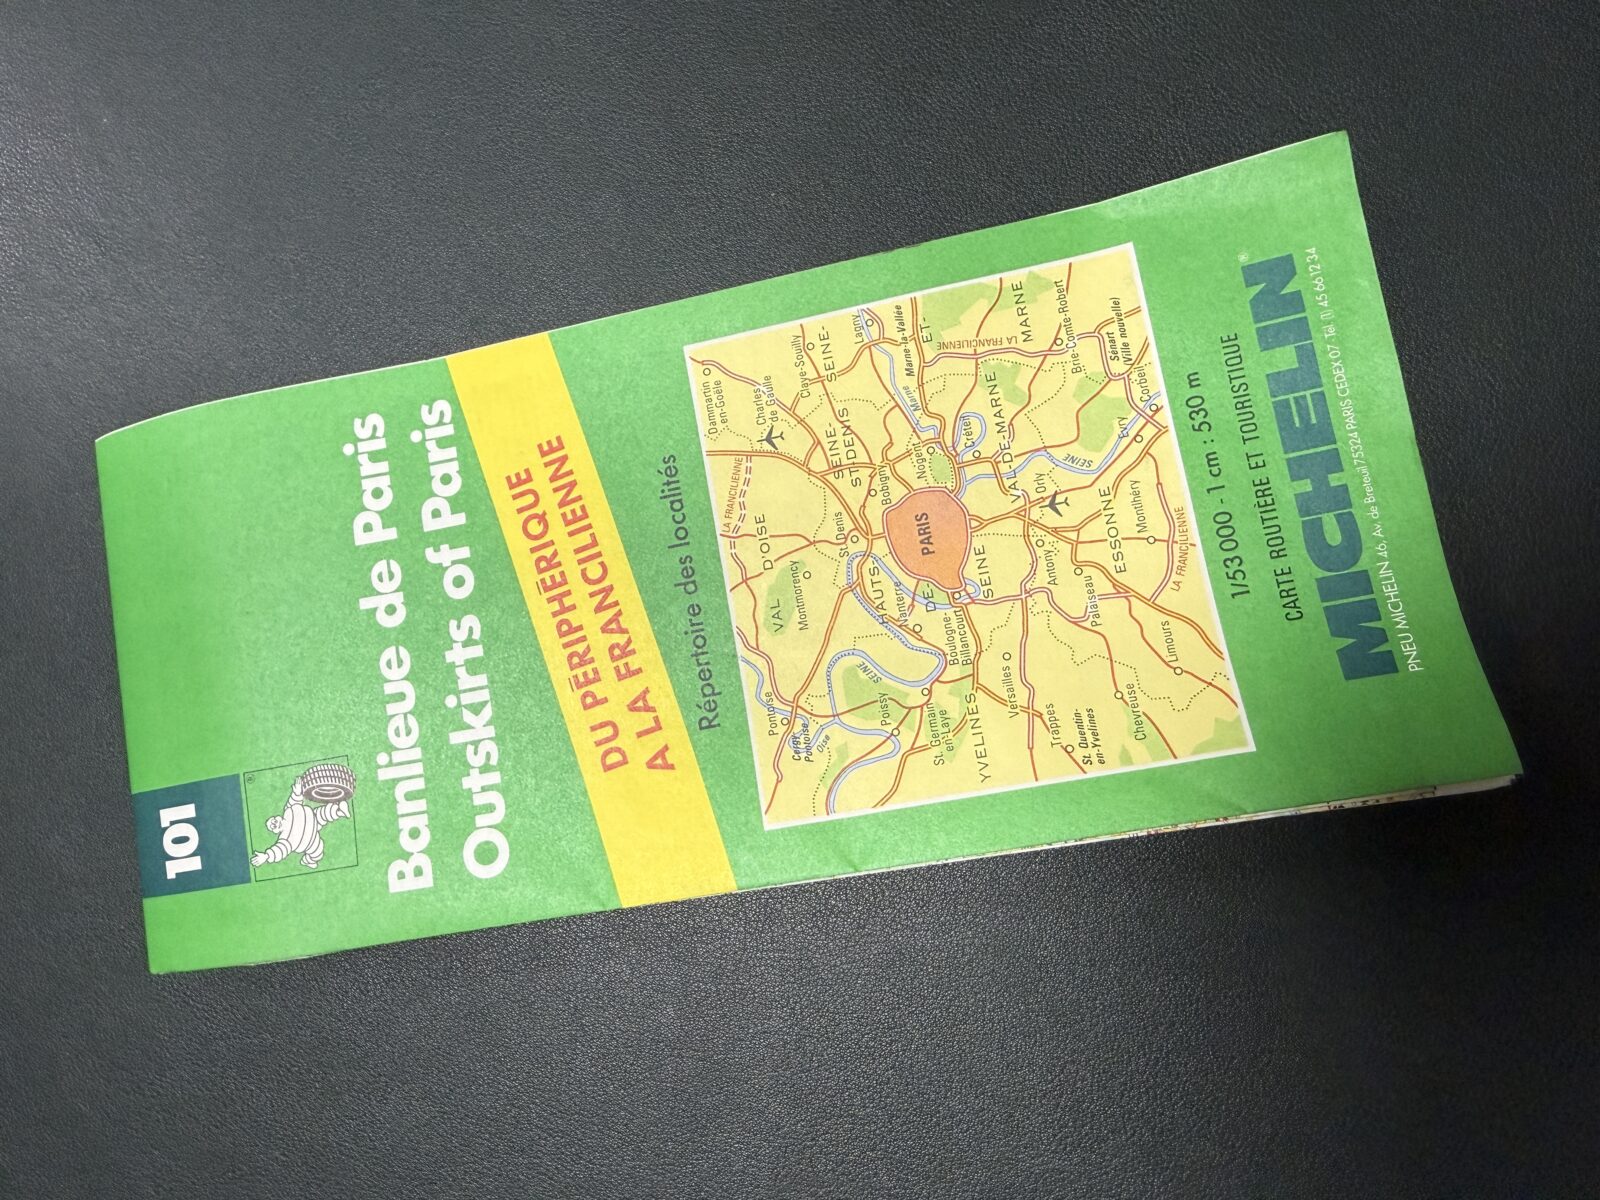 101
Banlieue de Paris
Outskirts of Paris
DU PÉRIPHÉRIQUE
A LA FRANCILIENNE
Répertoire des localités
Pontoise
Cergy-
Pontoise
Oise
VAL
D'OISE
Montmorency
LA FRANCILIENNE
Dammartin
en-Goële
Charles
de Gaulle
Claye-Souilly
SEINE-
Lagny
Marne-la-Vallée
ET-
MARNE
SEINE-
ST DENIS
St Denis
Bobigny
Nogent
Marne
LA FRANCILIENNE
Poissy
SEINE
HAUTS-
Nanterre
DE-
SEINE
PARIS
Créteil
VAL-DE-MARNE
St. Germain
en-Laye
Boulogne
Billancourt
YVELINES
Versailles
Antony
Orly
SEINE
Brie-Comte-Robert
Sénart
(Ville nouvelle)
Trappes
St. Quentin-
en-Yvelines
Chevreuse
Palaiseau
ESSONNE
Montlhéry
Evry
Corbeil
Limours
LA FRANCILIENNE
1/53 000 - 1 cm : 530 m
CARTE ROUTIÈRE ET TOURISTIQUE
MICHELIN®
PNEU MICHELIN 46, Av. de Breteuil 75324 PARIS CEDEX 07. Tél. (1) 45 66 12 34